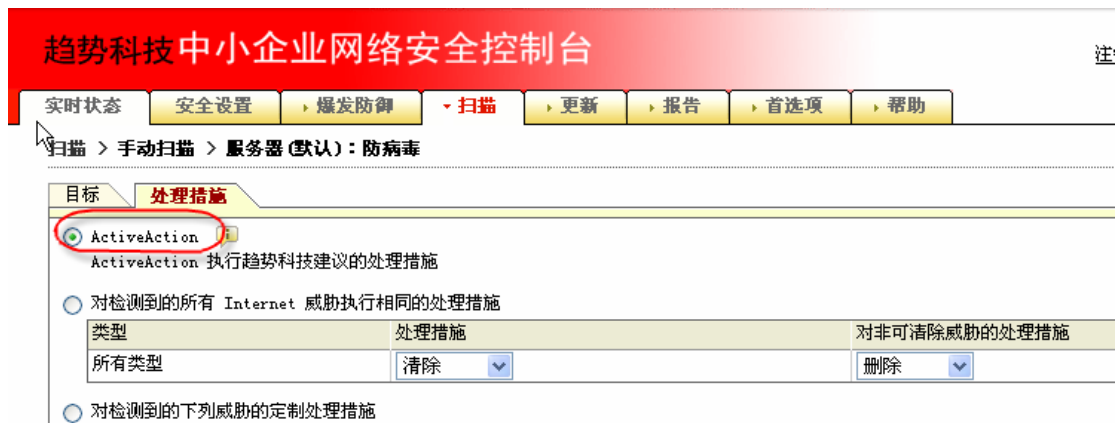 趋势科技中小企业网络安全控制台
注
实时状态 安全设置 爆发防御 扫描 更新 报告 首选项 帮助
扫描 > 手动扫描 > 服务器(默认):防病毒
目标 处理措施
ActiveAction
ActiveAction 执行趋势科技建议的处理措施
对检测到的所有 Internet 威胁执行相同的处理措施
类型 处理措施 对非可清除威胁的处理措施
所有类型 清除 删除
对检测到的下列威胁的定制处理措施